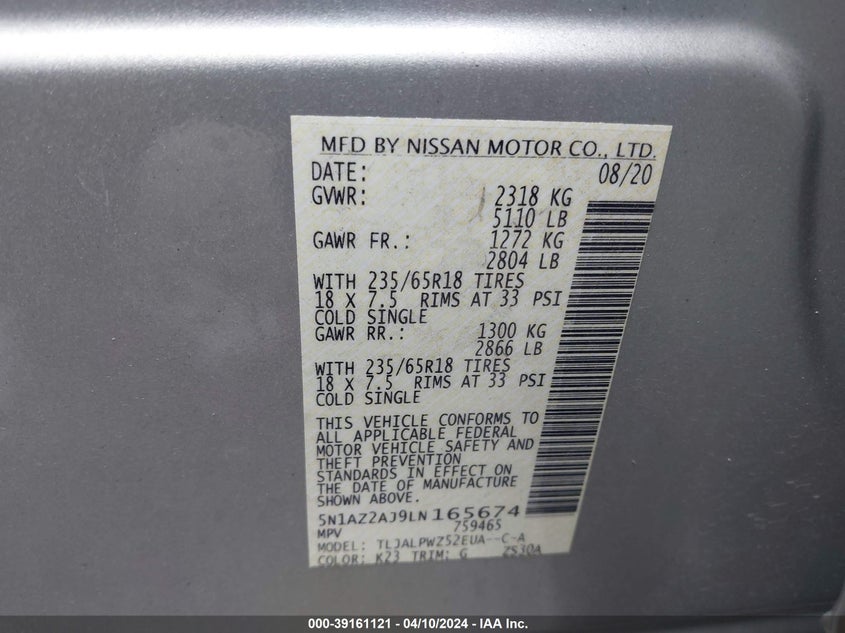 MFD BY NISSAN MOTOR CO., LTD.
DATE: 08/20
GVWR: 2318 KG
5110 LB
GAWR FR.: 1272 KG
2804 LB
WITH 235/65R18 TIRES
18 X 7.5 RIMS AT 33 PSI
COLD SINGLE
GAWR RR.: 1300 KG
2866 LB
WITH 235/65R18 TIRES
18 X 7.5 RIMS AT 33 PSI
COLD SINGLE
THIS VEHICLE CONFORMS TO
ALL APPLICABLE FEDERAL
MOTOR VEHICLE SAFETY AND
THEFT PREVENTION
STANDARDS IN EFFECT ON
THE DATE OF MANUFACTURE
SHOWN ABOVE.
5N1AZ2AJ9LN165674
MPV 759465
MODEL: TLJALPWZ52EUA--C-A
COLOR: K23 TRIM: G Z530A
000-39161121 - 04/10/2024 - IAA Inc.